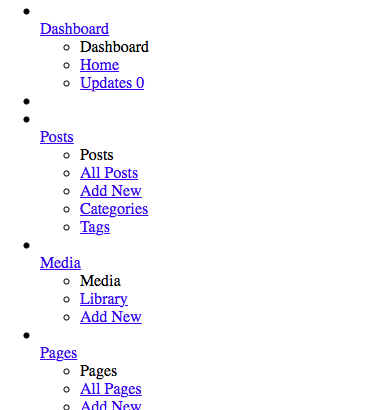 Dashboard
Dashboard
Home
Updates 0
Posts
Posts
All Posts
Add New
Categories
Tags
Media
Media
Library
Add New
Pages
Pages
All Pages
Add New